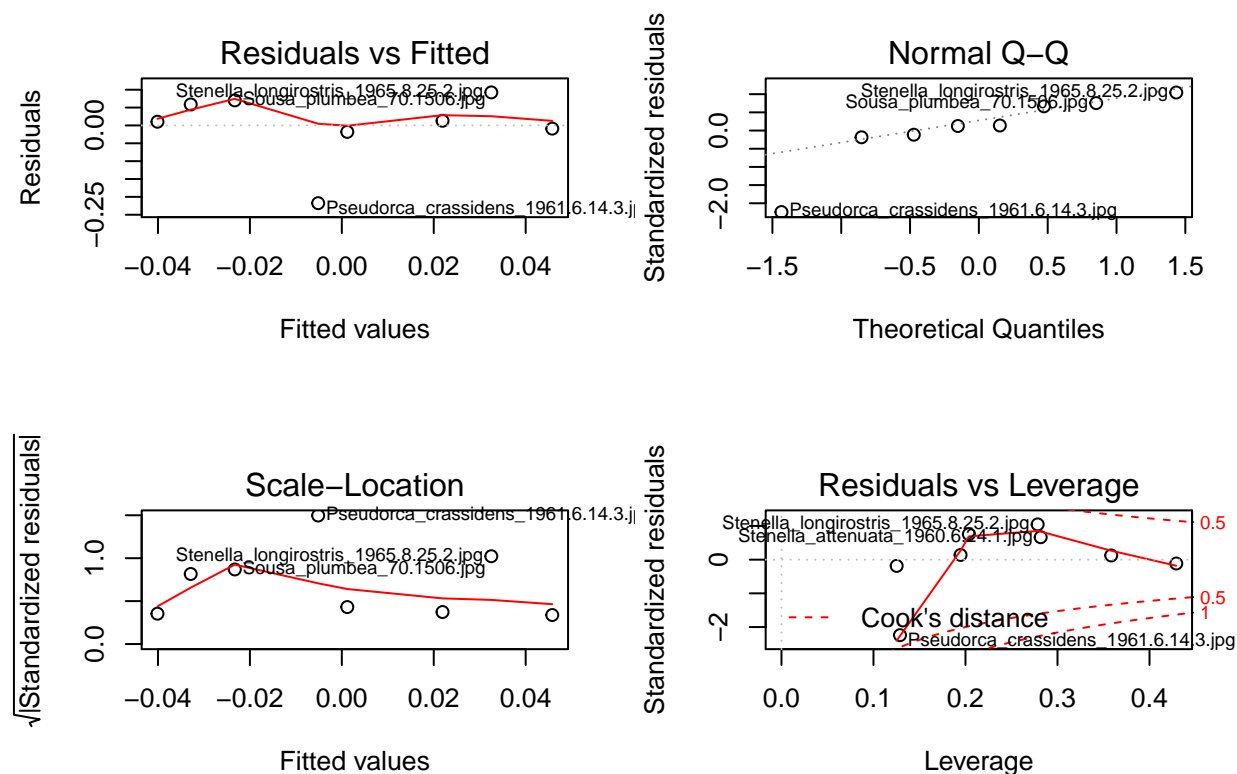 Residuals vs Fitted
Residuals
0.00
−0.25
Stenella_longirostris_1965.8.25.2.jpg
Sousa_plumbea_70.1506.jpg
Pseudorca_crassidens_1961.6.14.3.j
−0.04 −0.02 0.00 0.02 0.04
Fitted values
Normal Q−Q
Standardized residuals
0.0
−2.0
Stenella_longirostris_1965.8.25.2.jpg
Sousa_plumbea_70.1506.jpg
Pseudorca_crassidens_1961.6.14.3.jpg
−1.5 −0.5 0.0 0.5 1.0 1.5
Theoretical Quantiles
Scale−Location
√|Standardized residuals|
1.0
0.0
Pseudorca_crassidens_1961.6.14.3.j
Stenella_longirostris_1965.8.25.2.jpg
Sousa_plumbea_70.1506.jpg
−0.04 −0.02 0.00 0.02 0.04
Fitted values
Residuals vs Leverage
Standardized residuals
0
−2
Stenella_longirostris_1965.8.25.2.jpg
Stenella_attenuata_1960.6.24.1.jpg
0.5
0.5
1
Cook's distance
Pseudorca_crassidens_1961.6.14.3.jpg
0.0 0.1 0.2 0.3 0.4
Leverage